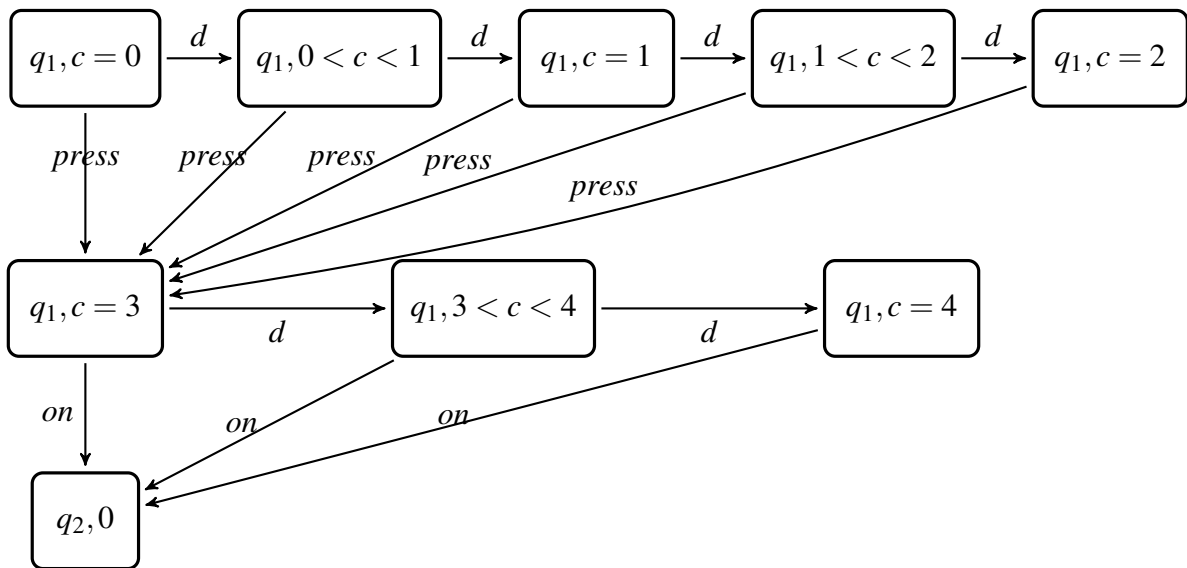 d d d d
q₁, c = 0 q₁, 0 < c < 1 q₁, c = 1 q₁, 1 < c < 2 q₁, c = 2
press press press press
press
q₁, c = 3 q₁, 3 < c < 4 q₁, c = 4
d d
on on on
q₂, 0